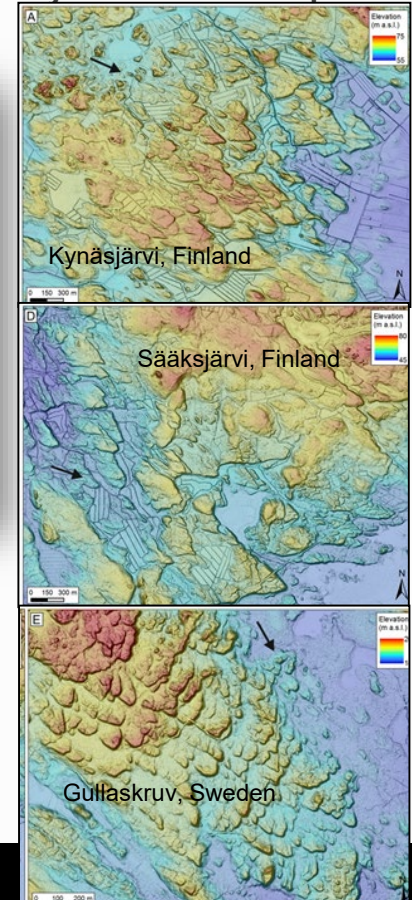 A
Elevation
(m a.s.l.)
75
55
Kynäsjärvi, Finland
0 150 300 m
N
D
Elevation
(m a.s.l.)
80
45
Sääksjärvi, Finland
0 150 300 m
N
E
Elevation
(m a.s.l.)
Gullaskruv, Sweden
0 100 200 m
N